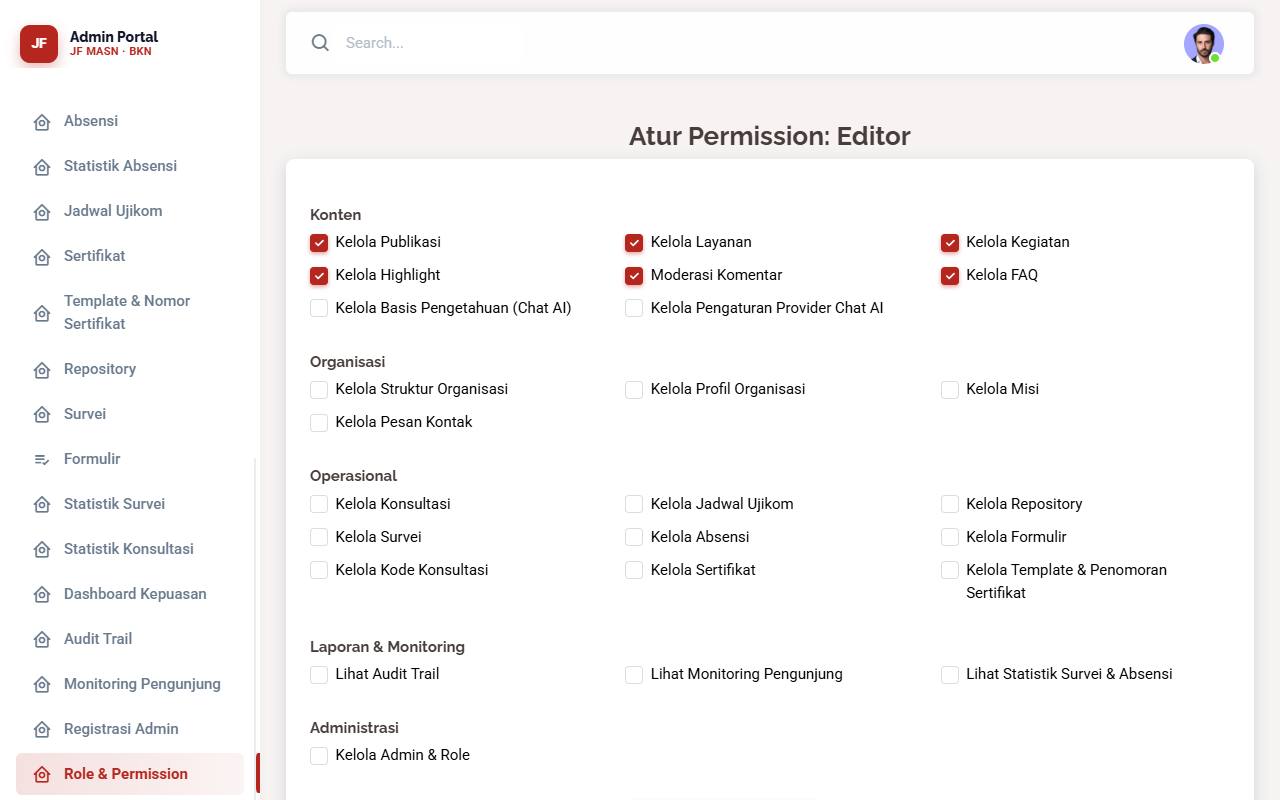 JF
Admin Portal
JF MASN · BKN
Search...
Absensi
Statistik Absensi
Jadwal Ujikom
Sertifikat
Template & Nomor
Sertifikat
Repository
Survei
Formulir
Statistik Survei
Statistik Konsultasi
Dashboard Kepuasan
Audit Trail
Monitoring Pengunjung
Registrasi Admin
Role & Permission
Atur Permission: Editor
Konten
Kelola Publikasi
Kelola Layanan
Kelola Kegiatan
Kelola Highlight
Moderasi Komentar
Kelola FAQ
Kelola Basis Pengetahuan (Chat AI)
Kelola Pengaturan Provider Chat AI
Organisasi
Kelola Struktur Organisasi
Kelola Profil Organisasi
Kelola Misi
Kelola Pesan Kontak
Operasional
Kelola Konsultasi
Kelola Jadwal Ujikom
Kelola Repository
Kelola Survei
Kelola Absensi
Kelola Formulir
Kelola Kode Konsultasi
Kelola Sertifikat
Kelola Template & Penomoran
Sertifikat
Laporan & Monitoring
Lihat Audit Trail
Lihat Monitoring Pengunjung
Lihat Statistik Survei & Absensi
Administrasi
Kelola Admin & Role